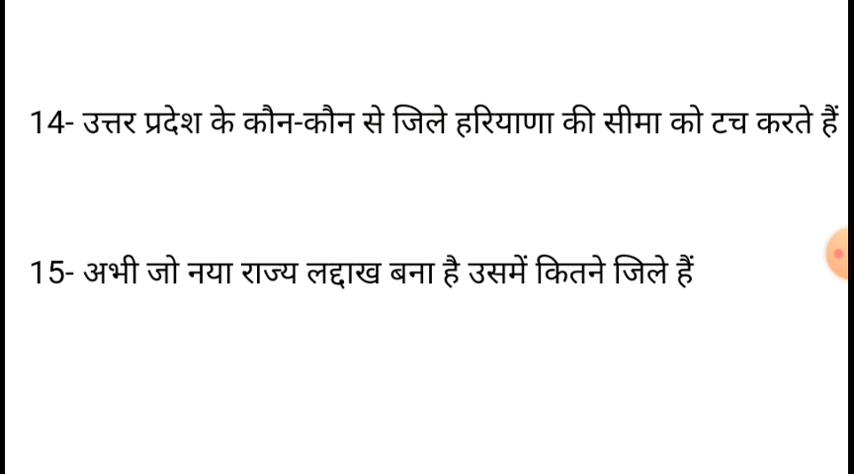 14- उत्तर प्रदेश के कौन-कौन से जिले हरियाणा की सीमा को टच करते हैं
15- अभी जो नया राज्य लद्दाख बना है उसमें कितने जिले हैं